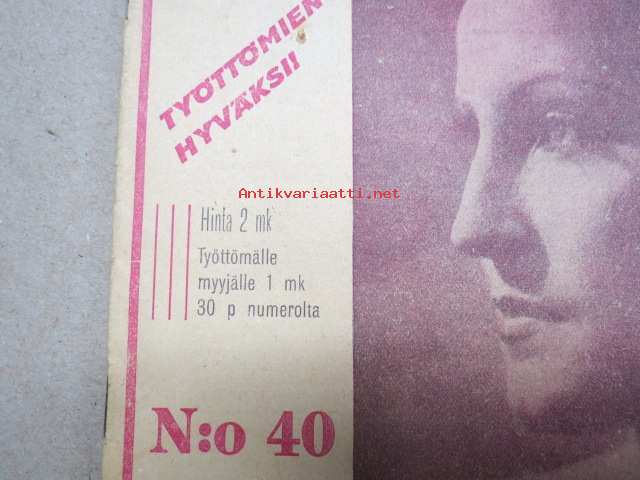 TYÖTTÖMIEN
HYVÄKSI!
Antikvariaatti.net
Hinta 2 mk
Työttömälle
myyjälle 1 mk
30 p numerolta
N:o 40